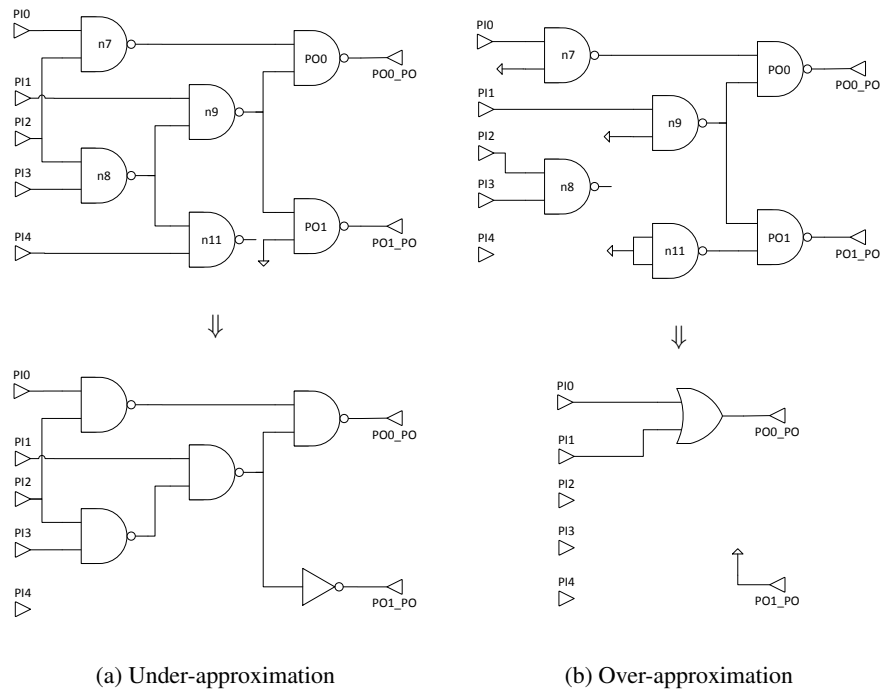 PI0
n7
PO0
PO0_PO
PI1
n9
PI2
PI3
n8
PI4
n11
PO1
PO1_PO
⇓
PI0
PO0_PO
PI1
PI2
PI3
PI4
PO1_PO
(a) Under-approximation
PI0
n7
PO0
PO0_PO
PI1
n9
PI2
PI3
n8
PI4
n11
PO1
PO1_PO
⇓
PI0
PO0_PO
PI1
PI2
PI3
PI4
PO1_PO
(b) Over-approximation